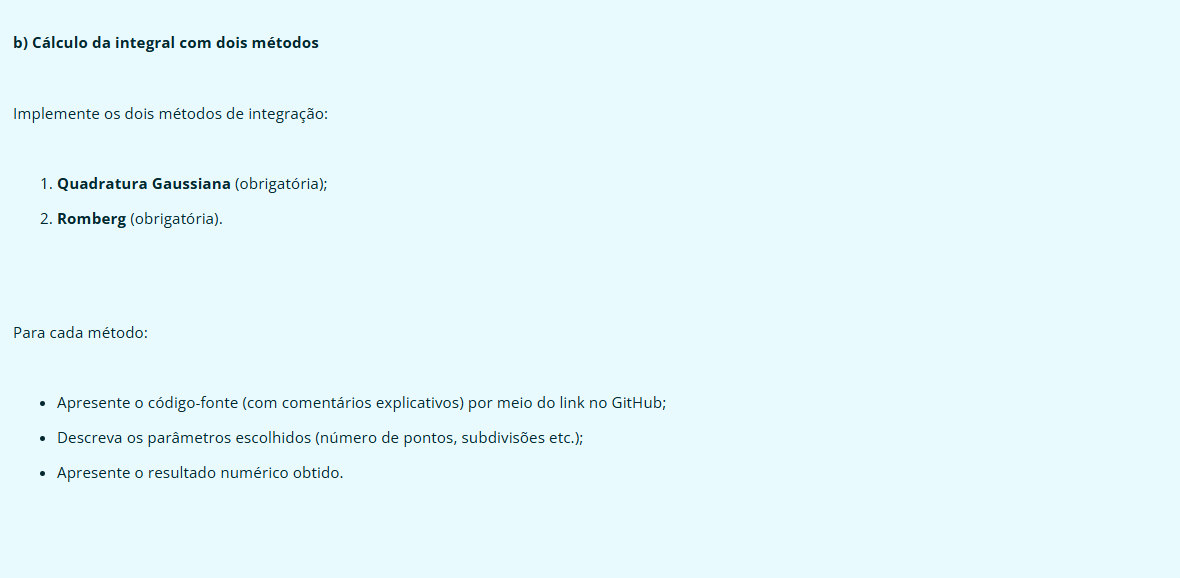 b) Cálculo da integral com dois métodos
Implemente os dois métodos de integração:
1. Quadratura Gaussiana (obrigatória);
2. Romberg (obrigatória).
Para cada método:
• Apresente o código-fonte (com comentários explicativos) por meio do link no GitHub;
• Descreva os parâmetros escolhidos (número de pontos, subdivisões etc.);
• Apresente o resultado numérico obtido.